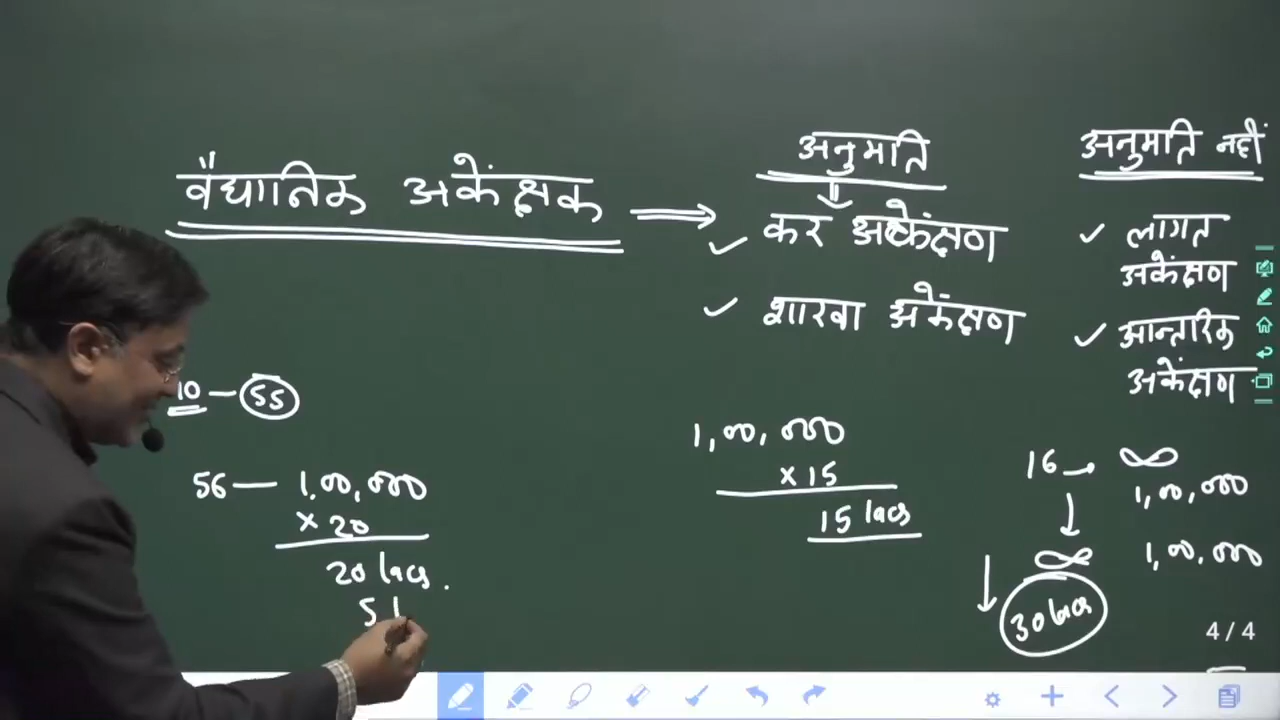 वैद्यानिक अकेंक्षक
अनुमति
कर अकेंक्षण
शाखा अकेंक्षण
अनुमति नहीं
लागत
अकेंक्षण
आन्तरिक
अकेंक्षण
10 — 55
56 — 1,00,000
× 20
20 lacs.
5 l
1,00,000
× 15
15 lacs
16 → ∞
1,00,000
∞ 1,00,000
30 lacs
4/4